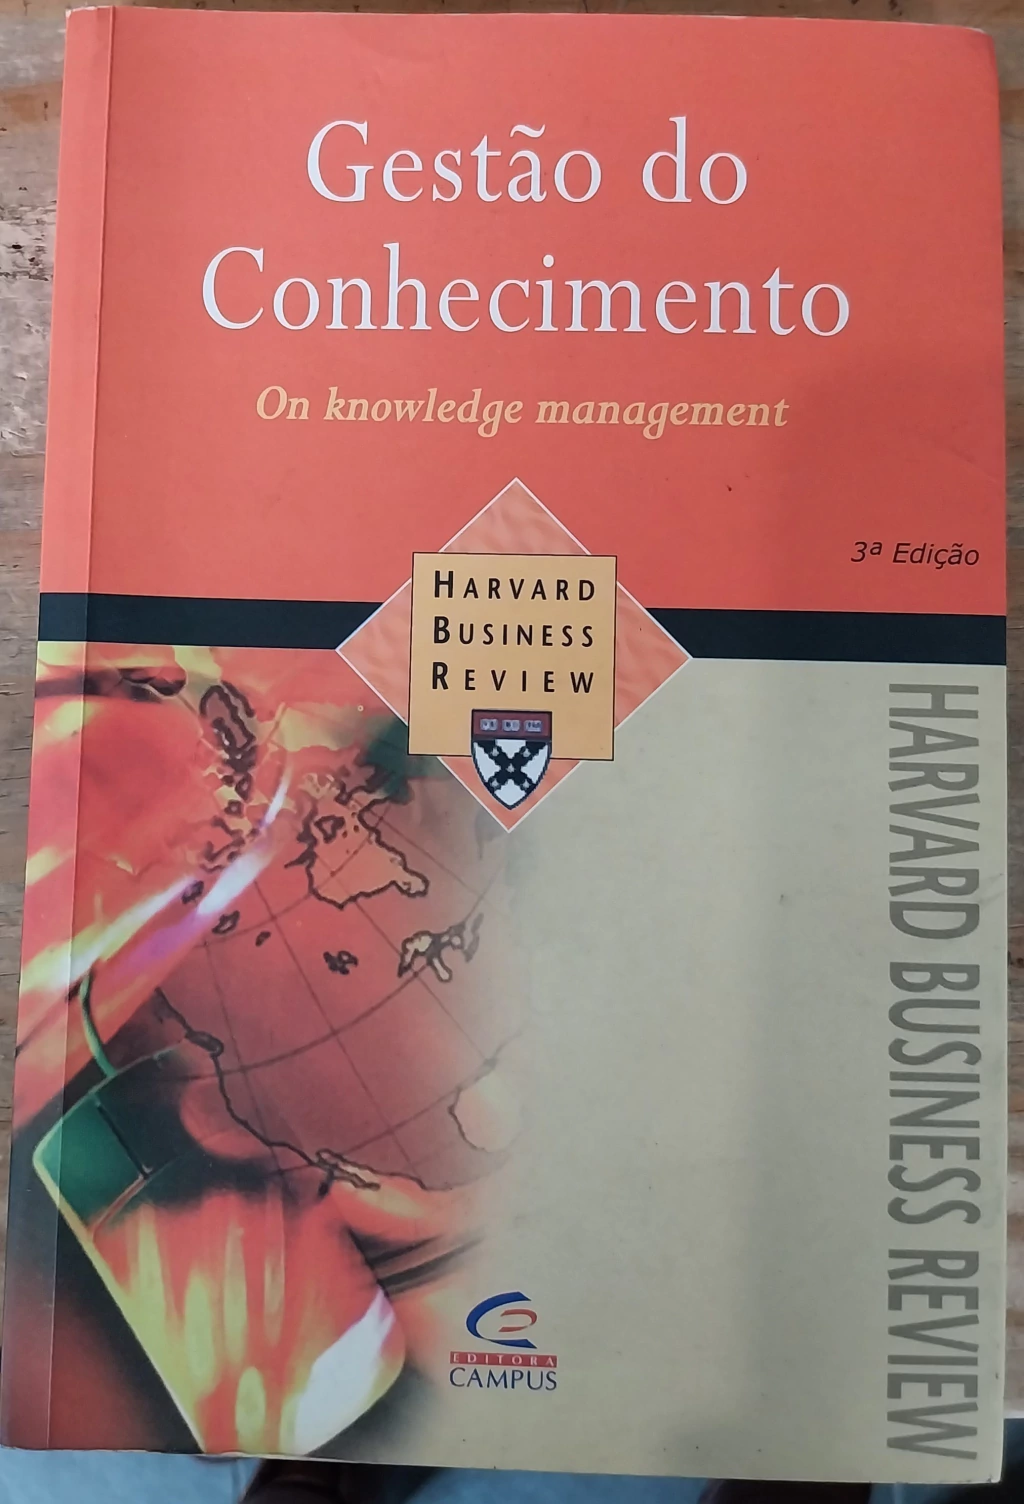 Gestão do
Conhecimento
On knowledge management
3ª Edição
HARVARD
BUSINESS
REVIEW
HARVARD BUSINESS REVIEW
EDITORA
CAMPUS